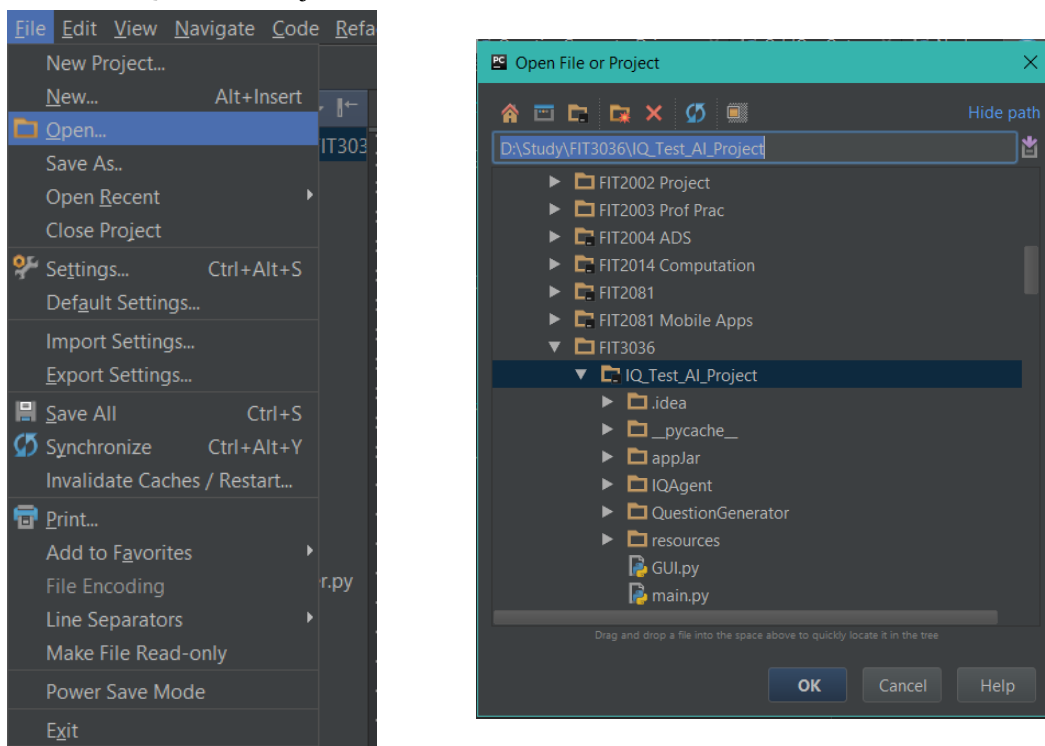 File Edit View Navigate Code Refa
New Project...
New... Alt+Insert
Open...
IT303
Save As..
Open Recent
Close Project
Settings... Ctrl+Alt+S
Default Settings...
Import Settings...
Export Settings...
Save All Ctrl+S
Synchronize Ctrl+Alt+Y
Invalidate Caches / Restart...
Print...
Add to Favorites
File Encoding
r.py
Line Separators
Make File Read-only
Power Save Mode
Exit
PC Open File or Project
Hide path
D:\Study\FIT3036\IQ_Test_AI_Project
FIT2002 Project
FIT2003 Prof Prac
FIT2004 ADS
FIT2014 Computation
FIT2081
FIT2081 Mobile Apps
FIT3036
IQ_Test_AI_Project
.idea
__pycache__
appJar
IQAgent
QuestionGenerator
resources
GUI.py
main.py
Drag and drop a file into the space above to quickly locate it in the tree
OK Cancel Help